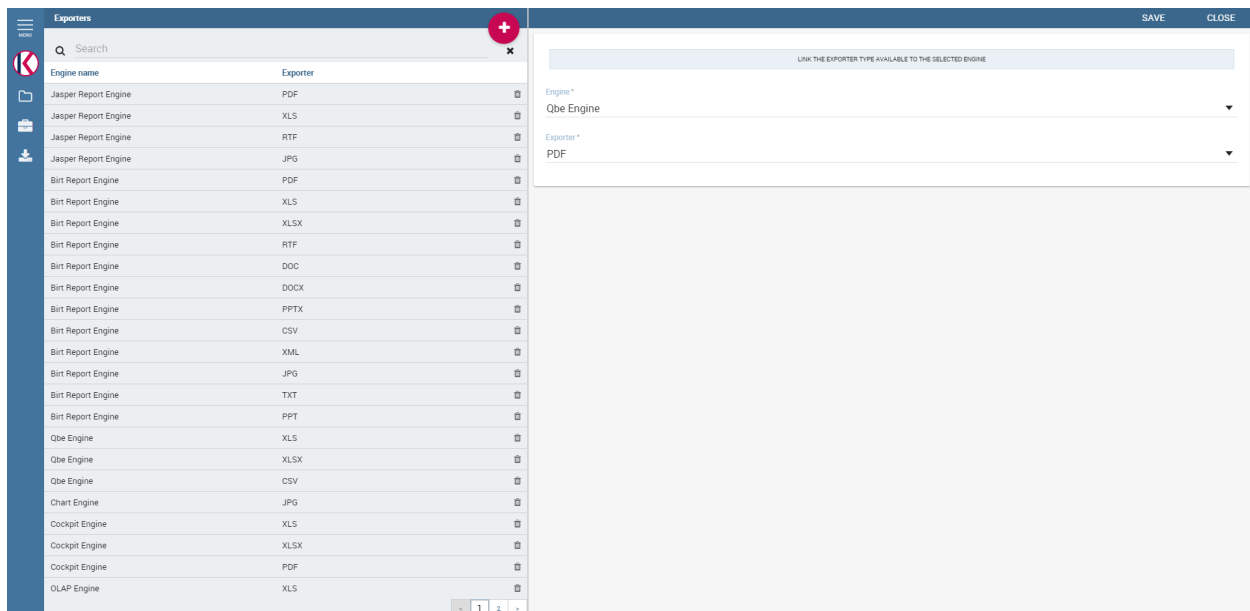 MENU
Exporters
+
SAVE CLOSE
Search
Engine name Exporter
Jasper Report Engine PDF
Jasper Report Engine XLS
Jasper Report Engine RTF
Jasper Report Engine JPG
Birt Report Engine PDF
Birt Report Engine XLS
Birt Report Engine XLSX
Birt Report Engine RTF
Birt Report Engine DOC
Birt Report Engine DOCX
Birt Report Engine PPTX
Birt Report Engine CSV
Birt Report Engine XML
Birt Report Engine JPG
Birt Report Engine TXT
Birt Report Engine PPT
Qbe Engine XLS
Qbe Engine XLSX
Qbe Engine CSV
Chart Engine JPG
Cockpit Engine XLS
Cockpit Engine XLSX
Cockpit Engine PDF
OLAP Engine XLS
« 1 2 »
LINK THE EXPORTER TYPE AVAILABLE TO THE SELECTED ENGINE
Engine *
Qbe Engine
Exporter *
PDF